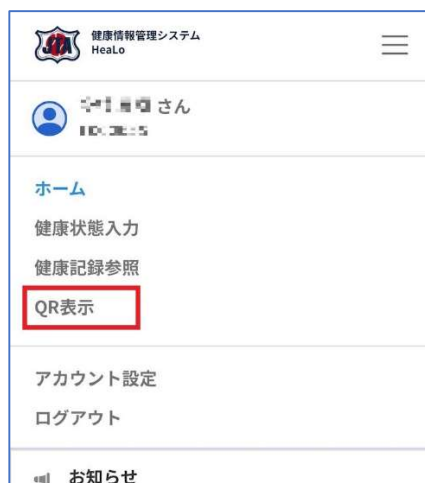 JTA
健康情報管理システム
HeaLo
さん
ホーム
健康状態入力
健康記録参照
QR表示
アカウント設定
ログアウト
お知らせ